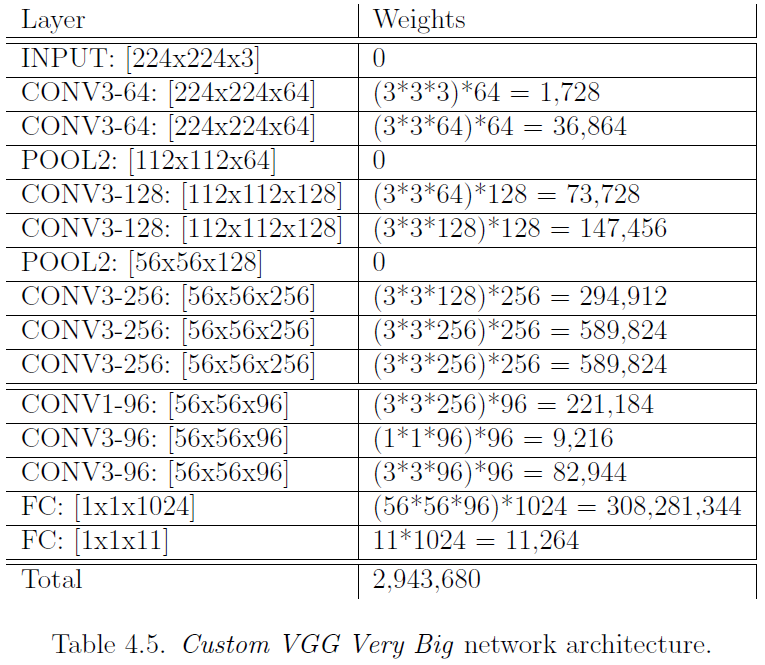 Layer Weights
INPUT: [224x224x3] 0
CONV3-64: [224x224x64] (3*3*3)*64 = 1,728
CONV3-64: [224x224x64] (3*3*64)*64 = 36,864
POOL2: [112x112x64] 0
CONV3-128: [112x112x128] (3*3*64)*128 = 73,728
CONV3-128: [112x112x128] (3*3*128)*128 = 147,456
POOL2: [56x56x128] 0
CONV3-256: [56x56x256] (3*3*128)*256 = 294,912
CONV3-256: [56x56x256] (3*3*256)*256 = 589,824
CONV3-256: [56x56x256] (3*3*256)*256 = 589,824
CONV1-96: [56x56x96] (3*3*256)*96 = 221,184
CONV3-96: [56x56x96] (1*1*96)*96 = 9,216
CONV3-96: [56x56x96] (3*3*96)*96 = 82,944
FC: [1x1x1024] (56*56*96)*1024 = 308,281,344
FC: [1x1x11] 11*1024 = 11,264
Total 2,943,680
Table 4.5. Custom VGG Very Big network architecture.